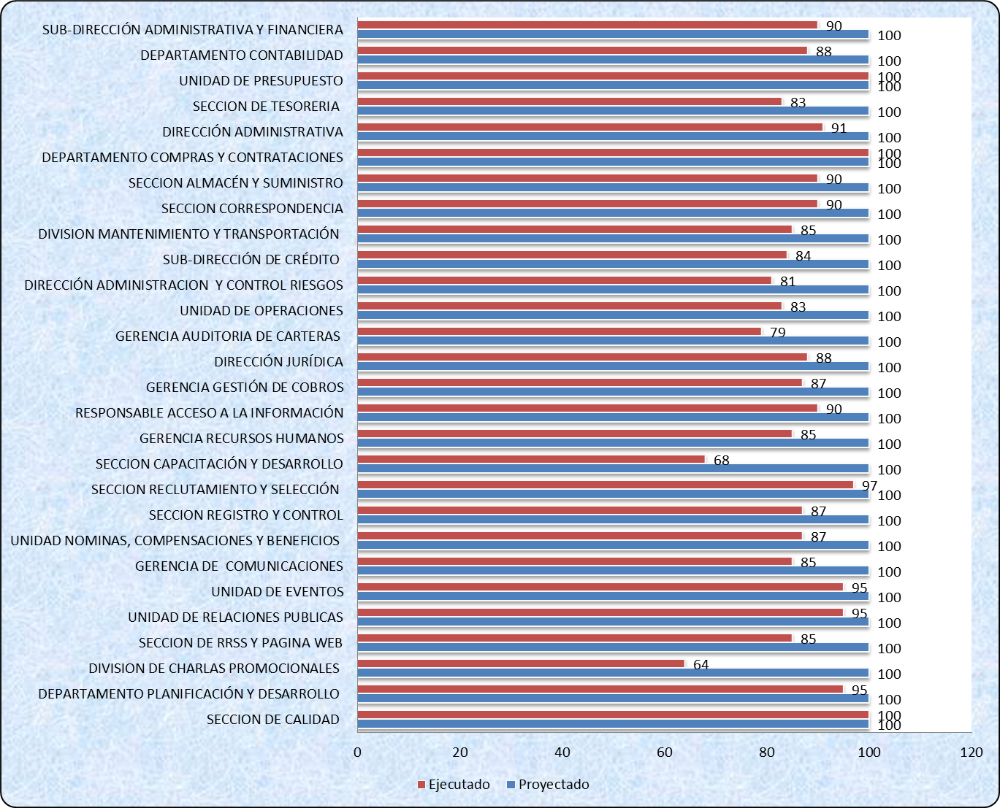 SUB-DIRECCIÓN ADMINISTRATIVA Y FINANCIERA 90 100
DEPARTAMENTO CONTABILIDAD 88 100
UNIDAD DE PRESUPUESTO 100 100
SECCION DE TESORERIA 83 100
DIRECCIÓN ADMINISTRATIVA 91 100
DEPARTAMENTO COMPRAS Y CONTRATACIONES 100 100
SECCION ALMACÉN Y SUMINISTRO 90 100
SECCION CORRESPONDENCIA 90 100
DIVISION MANTENIMIENTO Y TRANSPORTACIÓN 85 100
SUB-DIRECCIÓN DE CRÉDITO 84 100
DIRECCIÓN ADMINISTRACION Y CONTROL RIESGOS 81 100
UNIDAD DE OPERACIONES 83 100
GERENCIA AUDITORIA DE CARTERAS 79 100
DIRECCIÓN JURÍDICA 88 100
GERENCIA GESTIÓN DE COBROS 87 100
RESPONSABLE ACCESO A LA INFORMACIÓN 90 100
GERENCIA RECURSOS HUMANOS 85 100
SECCION CAPACITACIÓN Y DESARROLLO 68 100
SECCION RECLUTAMIENTO Y SELECCIÓN 97 100
SECCION REGISTRO Y CONTROL 87 100
UNIDAD NOMINAS, COMPENSACIONES Y BENEFICIOS 87 100
GERENCIA DE COMUNICACIONES 85 100
UNIDAD DE EVENTOS 95 100
UNIDAD DE RELACIONES PUBLICAS 95 100
SECCION DE RRSS Y PAGINA WEB 85 100
DIVISION DE CHARLAS PROMOCIONALES 64 100
DEPARTAMENTO PLANIFICACIÓN Y DESARROLLO 95 100
SECCION DE CALIDAD 100 100
0 20 40 60 80 100 120
Ejecutado Proyectado